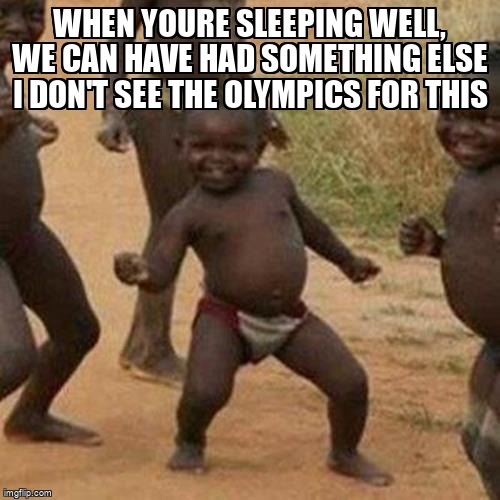 WHEN YOURE SLEEPING WELL,
WE CAN HAVE HAD SOMETHING ELSE
I DON'T SEE THE OLYMPICS FOR THIS
imgflip.com